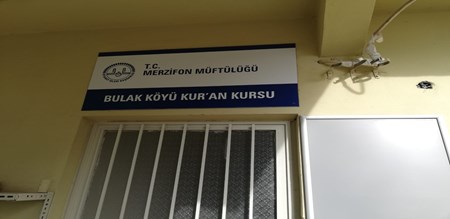 T.C.
MERZİFON MÜFTÜLÜĞÜ
BULAK KÖYÜ KUR'AN KURSU